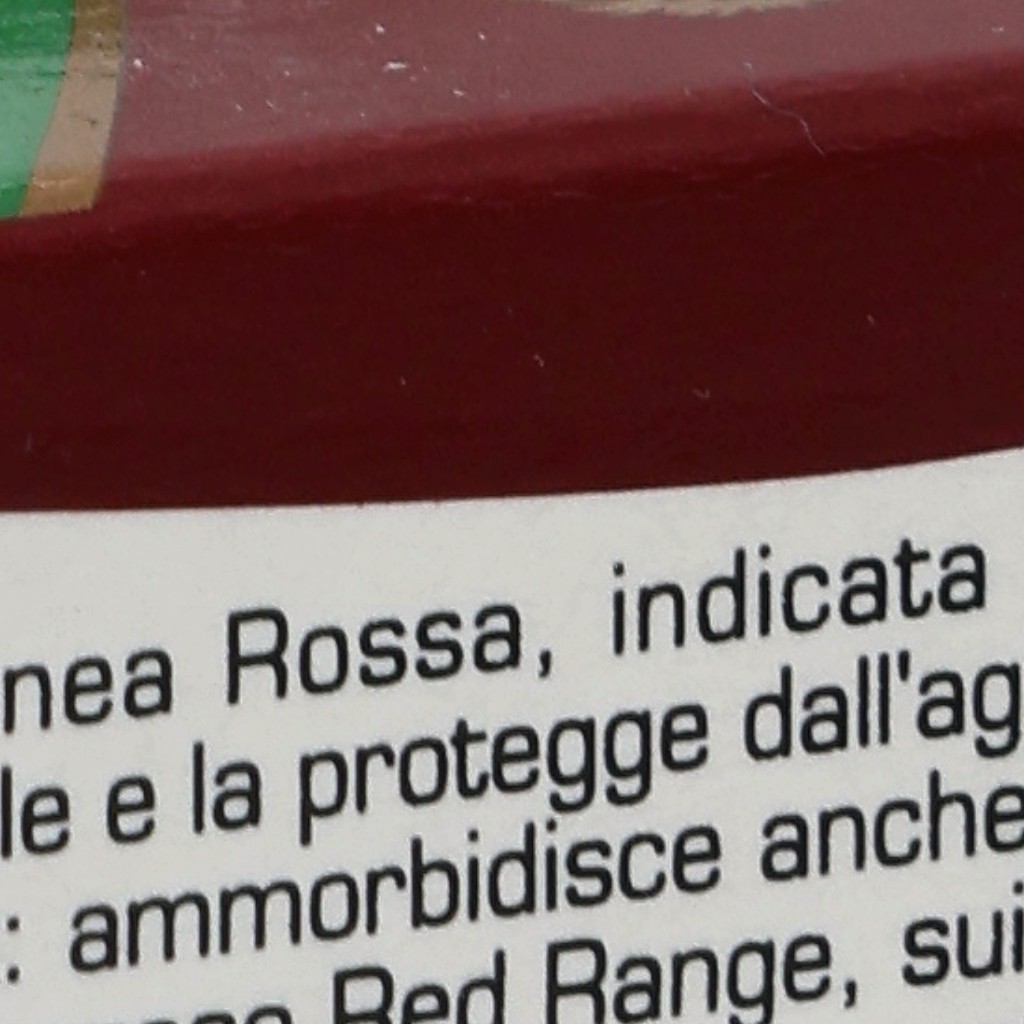 nea Rossa, indicata
le e la protegge dall'ag
: ammorbidisce anche
Red Range, sui